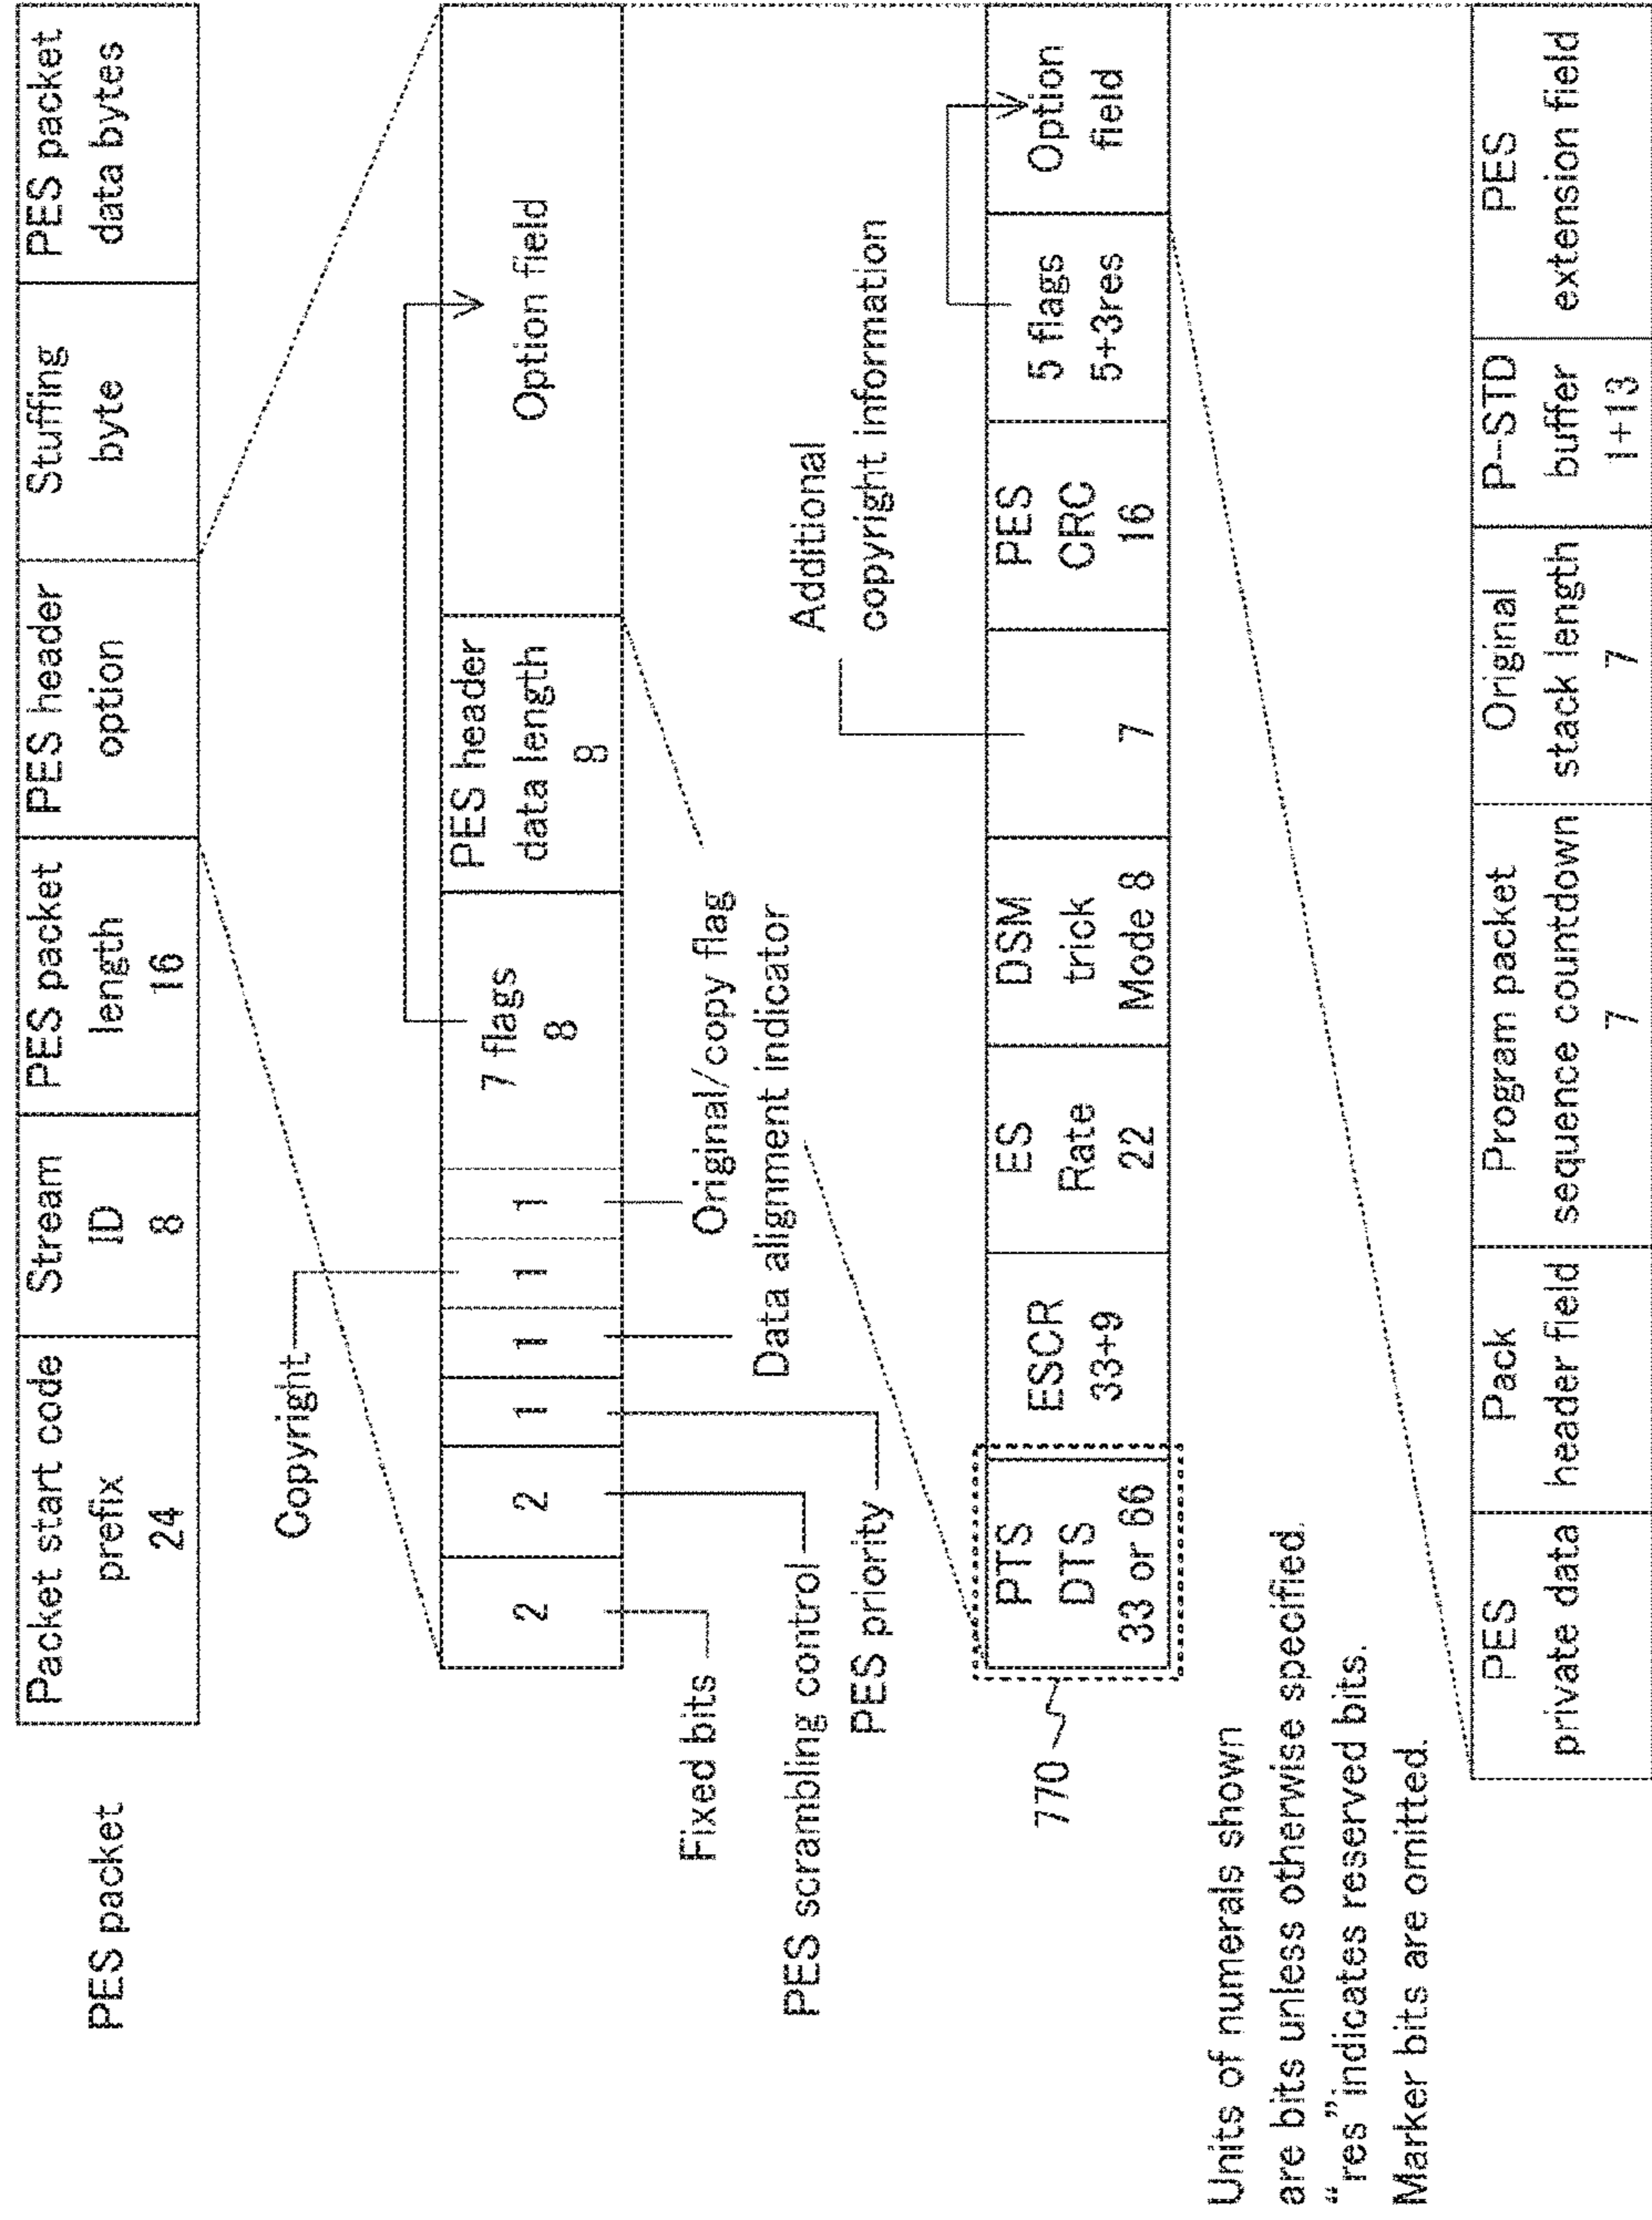 PES packet
Packet start code
prefix
24
Stream
ID
8
PES packet
length
16
PES header
option
Stuffing
byte
PES packet
data bytes
Copyright
2
2
1
1
1
1
7 flags
8
PES header
data length
8
Option field
Fixed bits
PES scrambling control
PES priority
Original/copy flag
Data alignment indicator
Additional
copyright information
770
PTS
DTS
33 or 66
ESCR
33+9
ES
Rate
22
DSM
trick
Mode 8
7
PES
CRC
16
5 flags
5+3res
Option
field
Units of numerals shown
are bits unless otherwise specified.
“res” indicates reserved bits.
Marker bits are omitted.
PES
private data
Pack
header field
Program packet
sequence countdown
7
Original
stack length
7
P-STD
buffer
1+13
PES
extension field